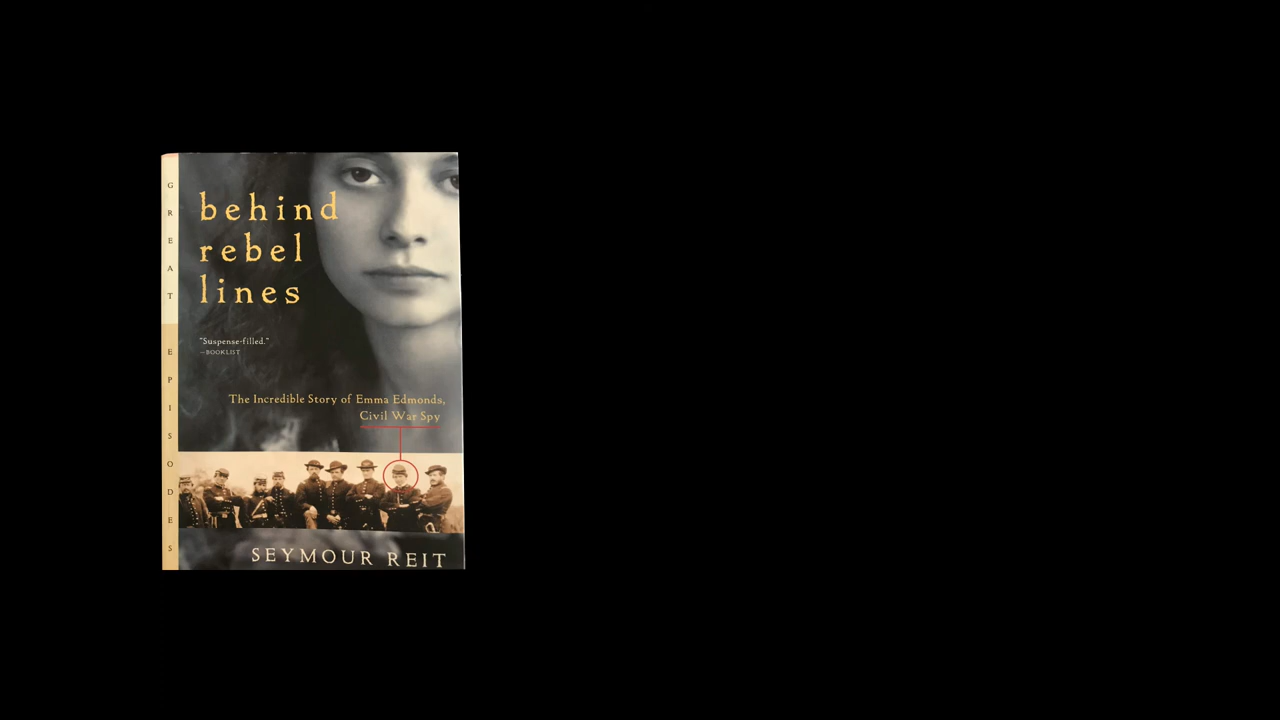 GREAT EPISODES
behind
rebel
lines
"Suspense-filled."
—BOOKLIST
The Incredible Story of Emma Edmonds,
Civil War Spy
SEYMOUR REIT